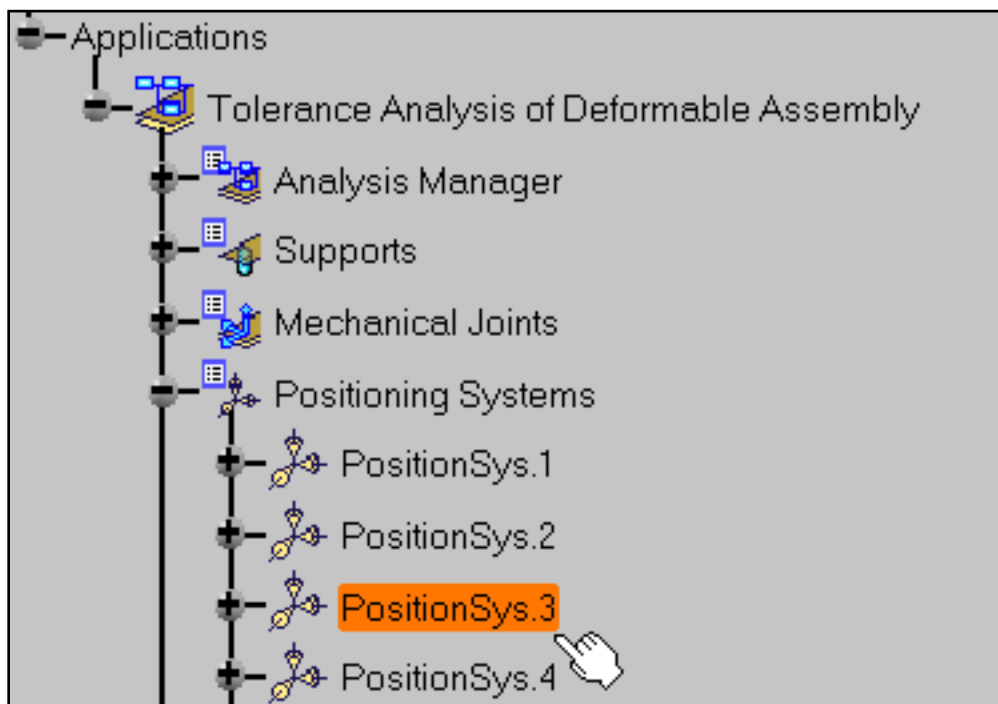 Applications
Tolerance Analysis of Deformable Assembly
Analysis Manager
Supports
Mechanical Joints
Positioning Systems
PositionSys.1
PositionSys.2
PositionSys.3
PositionSys.4